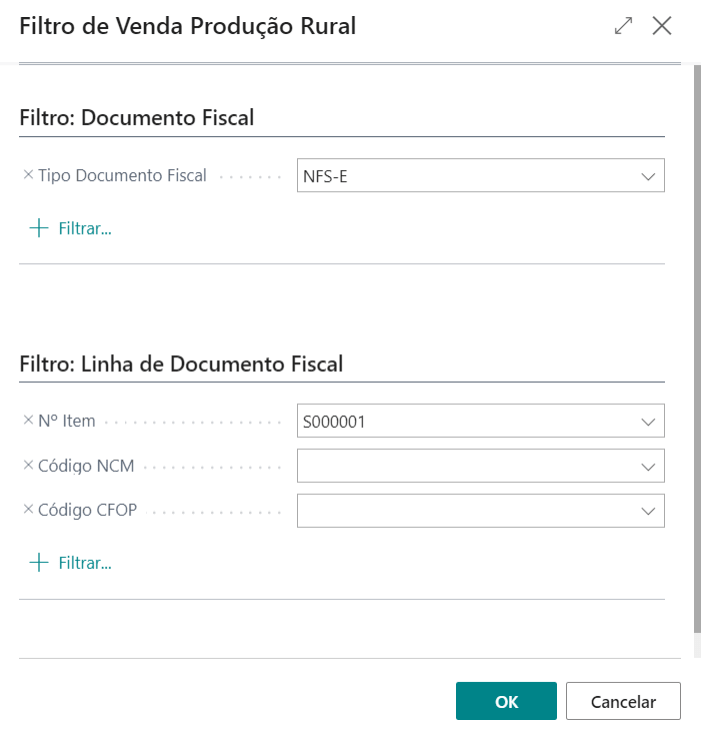 Filtro de Venda Produção Rural
Filtro: Documento Fiscal
Tipo Documento Fiscal NFS-E
Filtrar...
Filtro: Linha de Documento Fiscal
Nº Item S000001
Código NCM
Código CFOP
Filtrar...
OK Cancelar